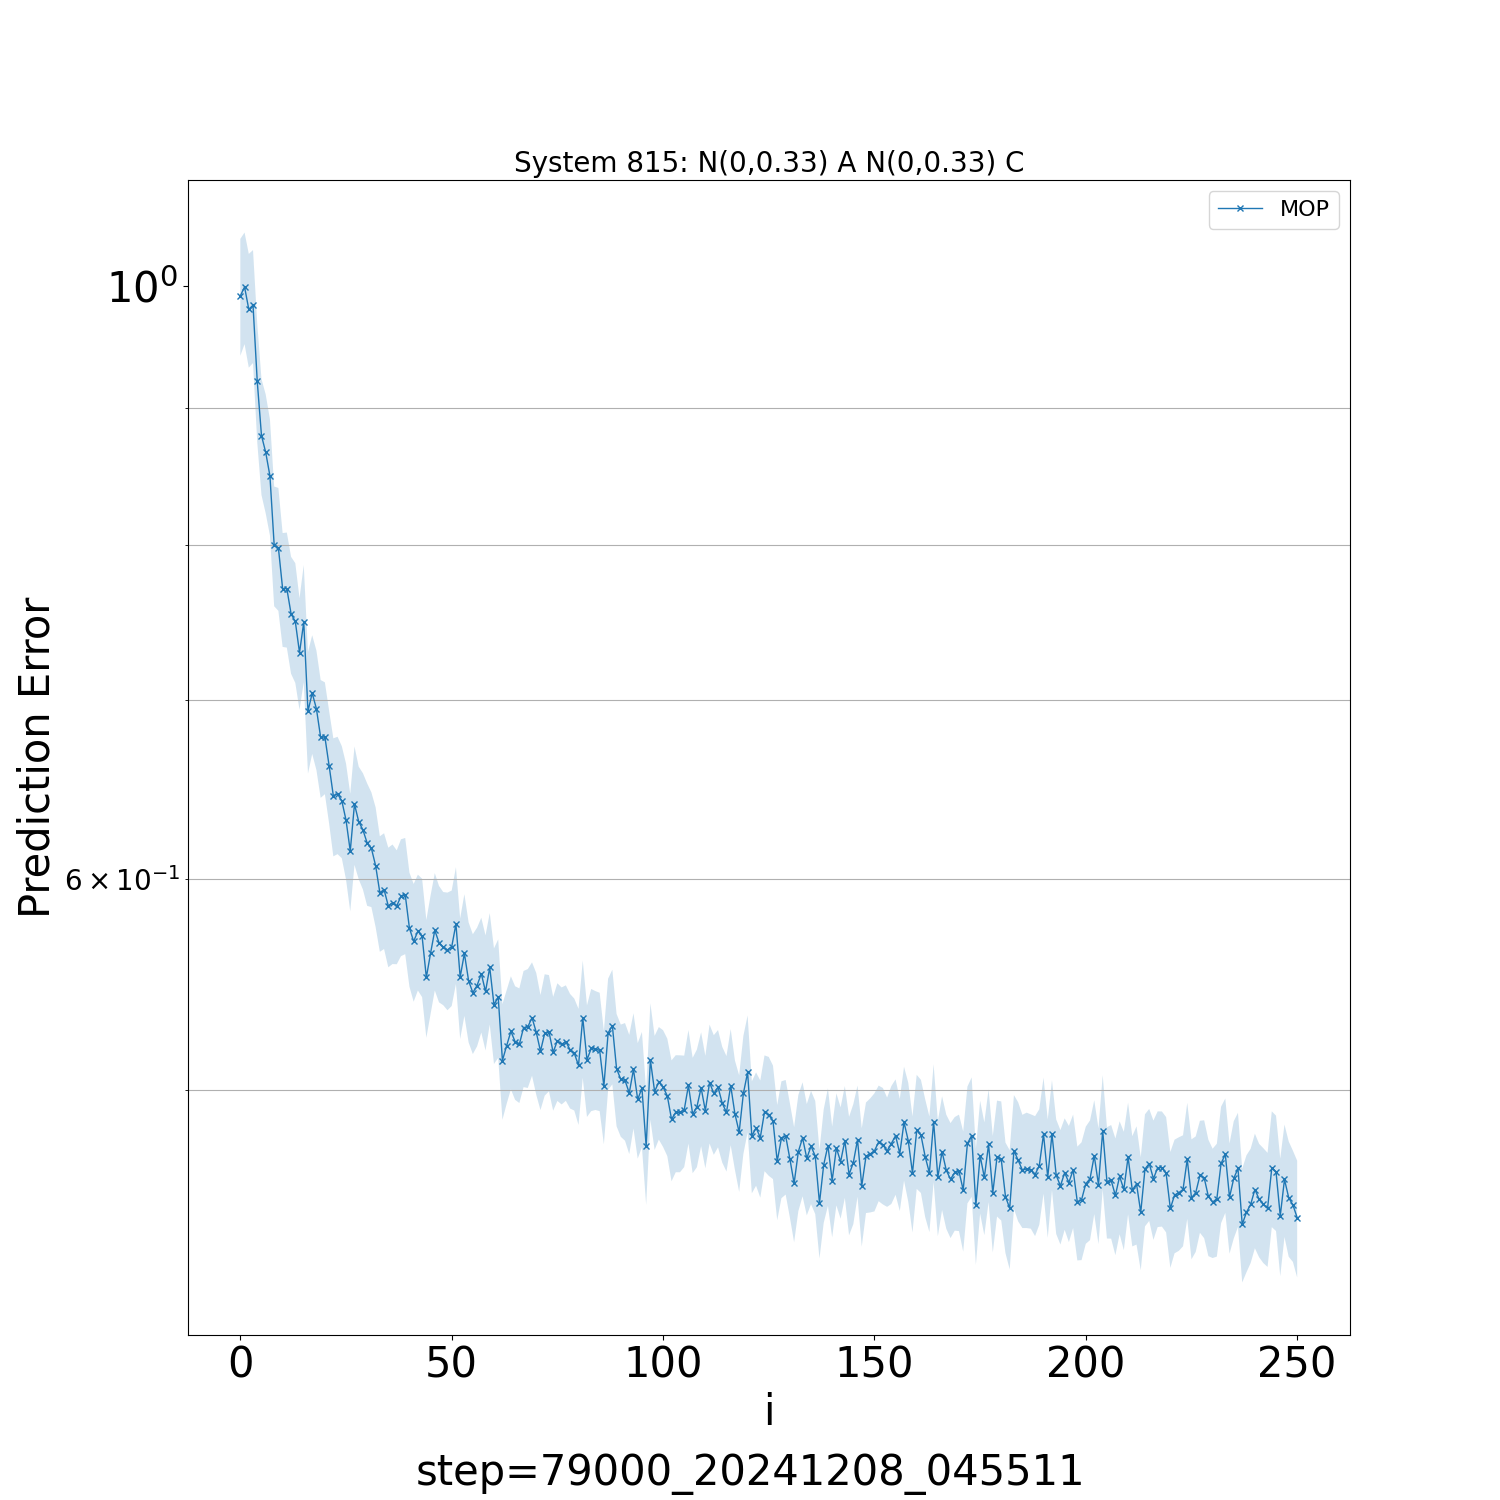 System 815: N(0,0.33) A N(0,0.33) C
MOP
10⁰
Prediction Error
6 × 10⁻¹
0 50 100 150 200 250
i
step=79000_20241208_045511